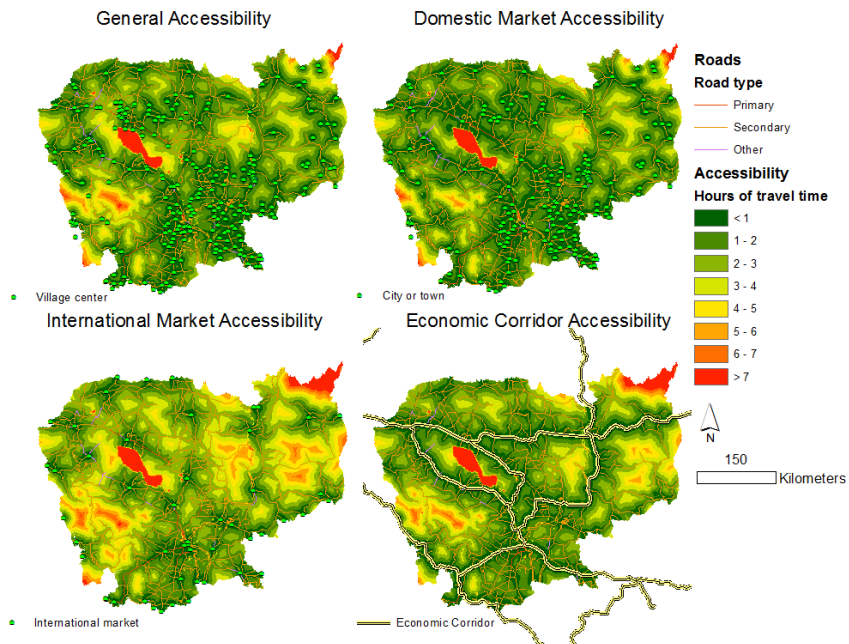 General Accessibility
Domestic Market Accessibility
Roads
Road type
Primary
Secondary
Other
Accessibility
Hours of travel time
< 1
1 - 2
2 - 3
3 - 4
4 - 5
5 - 6
6 - 7
> 7
Village center
City or town
International Market Accessibility
Economic Corridor Accessibility
N
150
Kilometers
International market
Economic Corridor